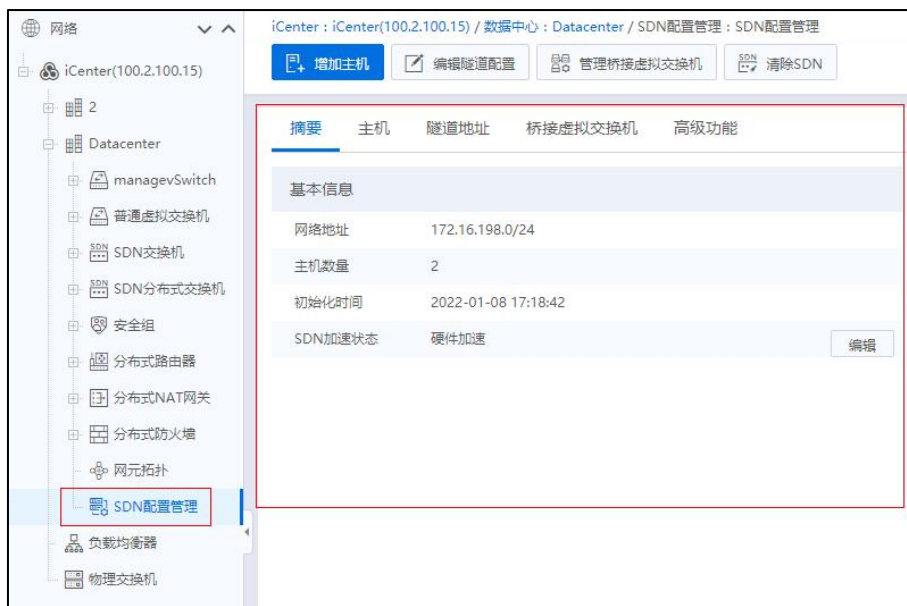 网络
iCenter(100.2.100.15)
2
Datacenter
managevSwitch
普通虚拟交换机
SDN SDN交换机
SDN SDN分布式交换机
安全组
分布式路由器
分布式NAT网关
分布式防火墙
网元拓扑
SDN配置管理
负载均衡器
物理交换机
iCenter : iCenter(100.2.100.15) / 数据中心 : Datacenter / SDN配置管理 : SDN配置管理
增加主机 编辑隧道配置 管理桥接虚拟交换机 SDN 清除SDN
摘要 主机 隧道地址 桥接虚拟交换机 高级功能
基本信息
网络地址 172.16.198.0/24
主机数量 2
初始化时间 2022-01-08 17:18:42
SDN加速状态 硬件加速 编辑